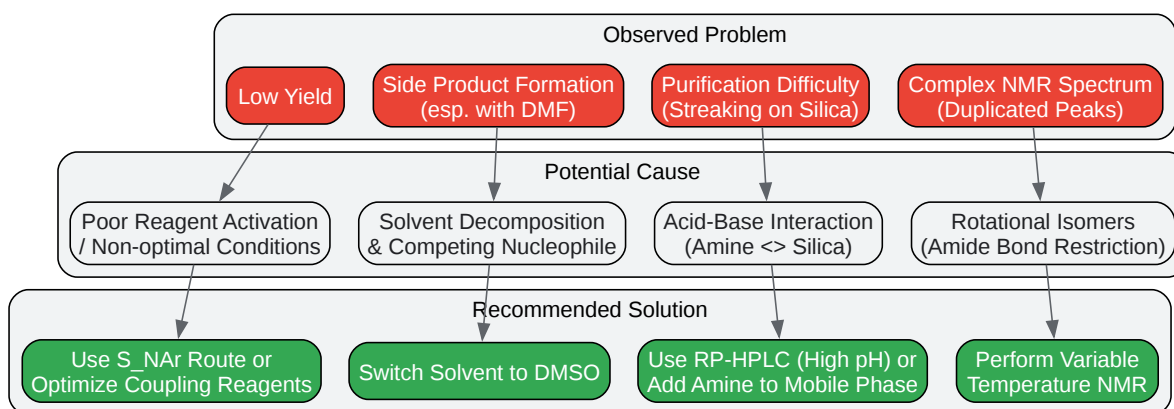 Observed Problem
Low Yield
Side Product Formation
(esp. with DMF)
Purification Difficulty
(Streaking on Silica)
Complex NMR Spectrum
(Duplicated Peaks)
Potential Cause
Poor Reagent Activation
/ Non-optimal Conditions
Solvent Decomposition
& Competing Nucleophile
Acid-Base Interaction
(Amine <> Silica)
Rotational Isomers
(Amide Bond Restriction)
Recommended Solution
Use S_NAr Route or
Optimize Coupling Reagents
Switch Solvent to DMSO
Use RP-HPLC (High pH) or
Add Amine to Mobile Phase
Perform Variable
Temperature NMR